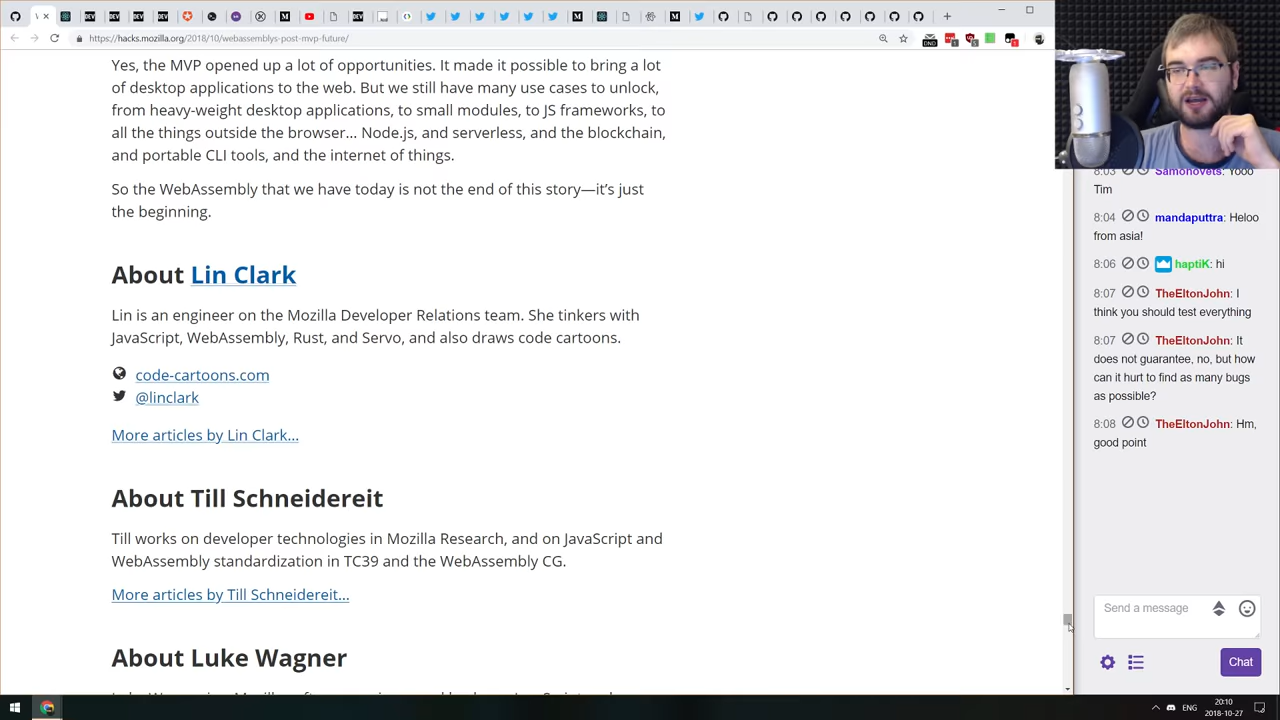 https://hacks.mozilla.org/2018/10/webassemblys-post-mvp-future/
Yes, the MVP opened up a lot of opportunities. It made it possible to bring a lot
of desktop applications to the web. But we still have many use cases to unlock,
from heavy-weight desktop applications, to small modules, to JS frameworks, to
all the things outside the browser… Node.js, and serverless, and the blockchain,
and portable CLI tools, and the internet of things.
So the WebAssembly that we have today is not the end of this story—it’s just
the beginning.
About Lin Clark
Lin is an engineer on the Mozilla Developer Relations team. She tinkers with
JavaScript, WebAssembly, Rust, and Servo, and also draws code cartoons.
code-cartoons.com
@linclark
More articles by Lin Clark…
About Till Schneidereit
Till works on developer technologies in Mozilla Research, and on JavaScript and
WebAssembly standardization in TC39 and the WebAssembly CG.
More articles by Till Schneidereit…
About Luke Wagner
8:03 Samonovets: Yooo
Tim
8:04 mandaputtra: Heloo
from asia!
8:06 haptiK: hi
8:07 TheEltonJohn: I
think you should test everything
8:07 TheEltonJohn: It
does not guarantee, no, but how
can it hurt to find as many bugs
as possible?
8:08 TheEltonJohn: Hm,
good point
Send a message
Chat
ENG
20:10
2018-10-27